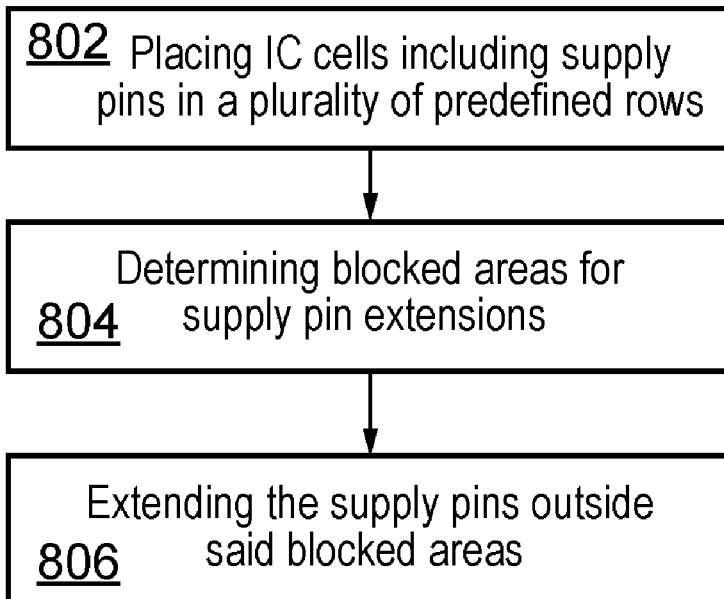 802 Placing IC cells including supply
pins in a plurality of predefined rows
Determining blocked areas for
804 supply pin extensions
Extending the supply pins outside
806 said blocked areas